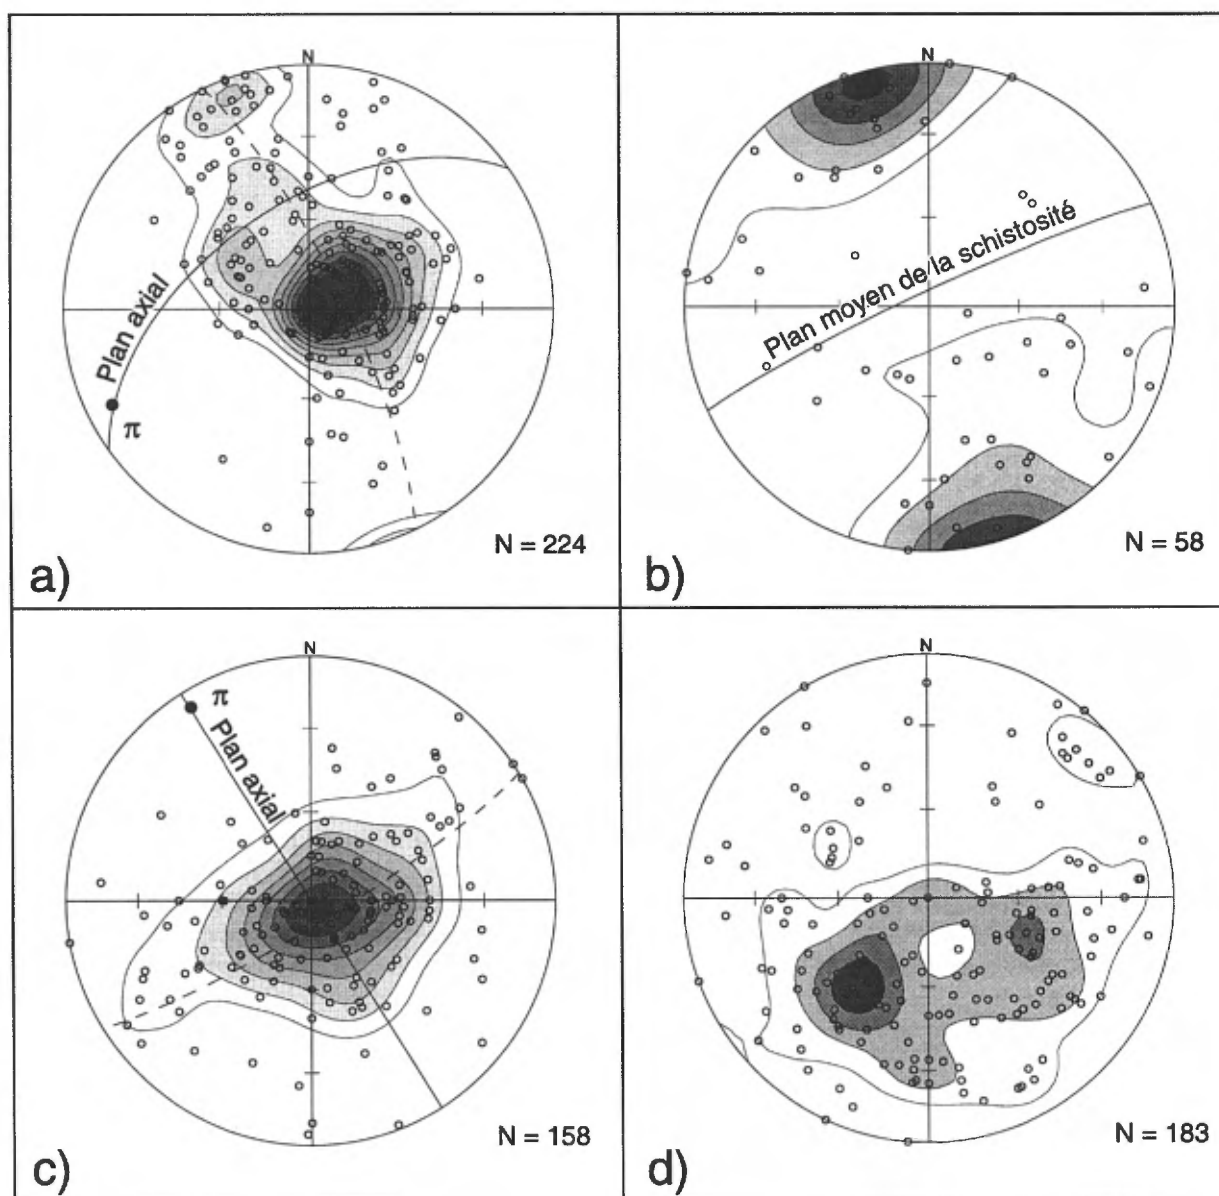 N
Plan axial
π
N = 224
a)
N
Plan moyen de la schistosité
N = 58
b)
N
π
Plan axial
N = 158
c)
N
N = 183
d)